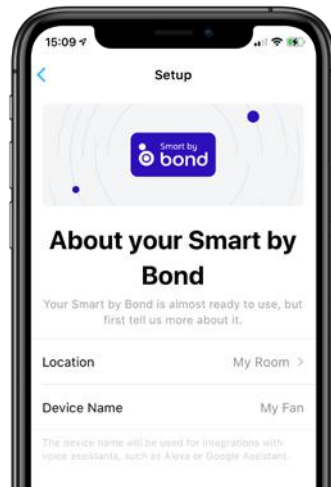 15:09
Setup
Smart by
bond
About your Smart by
Bond
Your Smart by Bond is almost ready to use, but
first tell us more about it.
Location My Room >
Device Name My Fan
The device name will be used for integrations with
voice assistants, such as Alexa or Google Assistant.